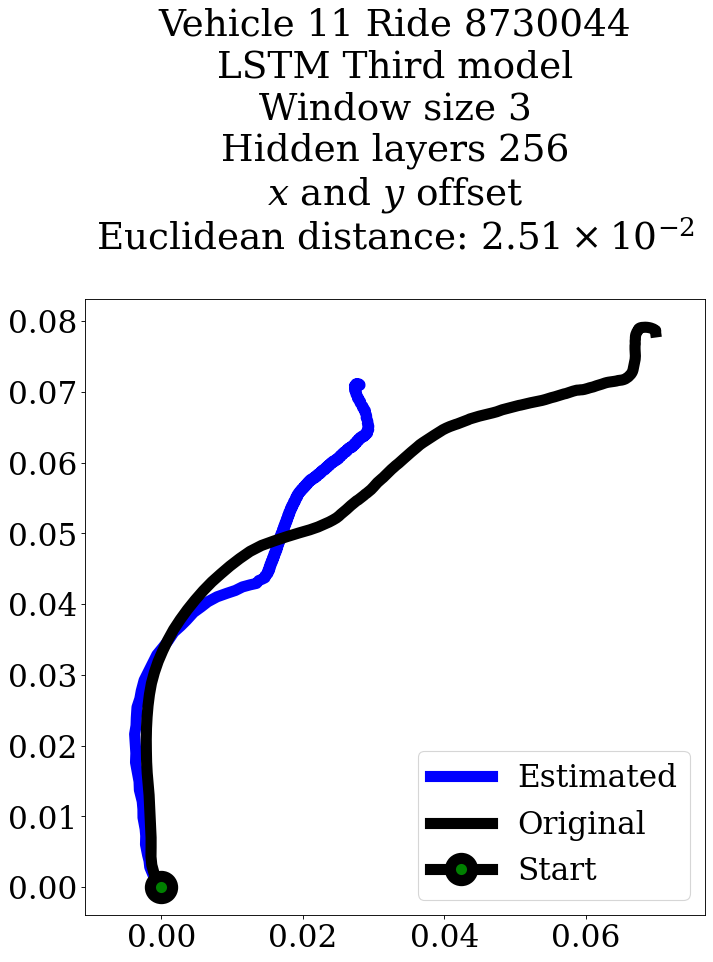 Vehicle 11 Ride 8730044
LSTM Third model
Window size 3
Hidden layers 256
x and y offset
Euclidean distance: 2.51 × 10⁻²
0.08
0.07
0.06
0.05
0.04
0.03
0.02
0.01
0.00
Estimated
Original
Start
0.00 0.02 0.04 0.06